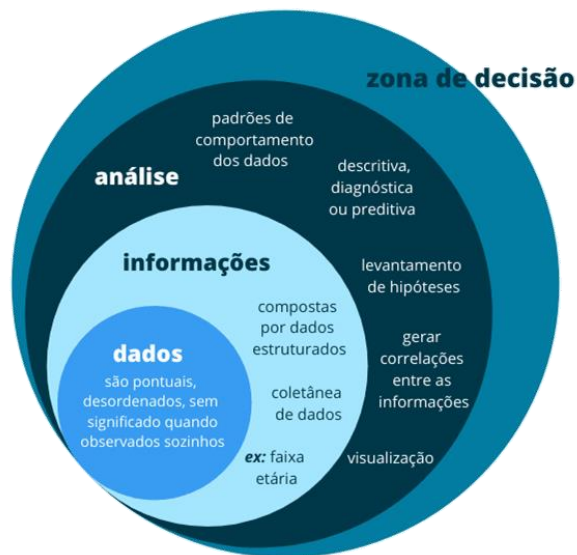 zona de decisão
padrões de
comportamento
dos dados
análise
descritiva,
diagnóstica
ou preditiva
informações
levantamento
de hipóteses
compostas
por dados
estruturados
gerar
correlações
entre as
informações
dados
são pontuais,
desordenados, sem
significado quando
observados sozinhos
coletânea
de dados
ex: faixa
etária
visualização